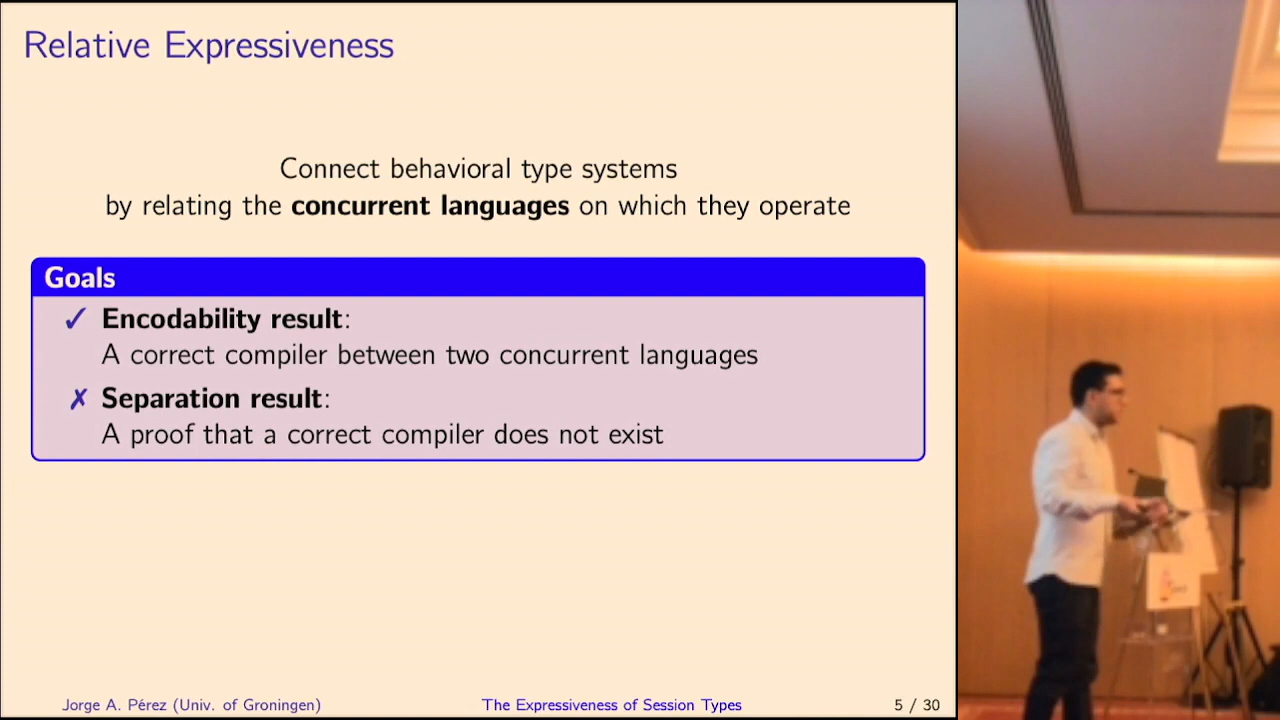 Relative Expressiveness
Connect behavioral type systems
by relating the concurrent languages on which they operate
Goals
✓ Encodability result:
A correct compiler between two concurrent languages
✗ Separation result:
A proof that a correct compiler does not exist
Jorge A. Pérez (Univ. of Groningen) The Expressiveness of Session Types 5 / 30